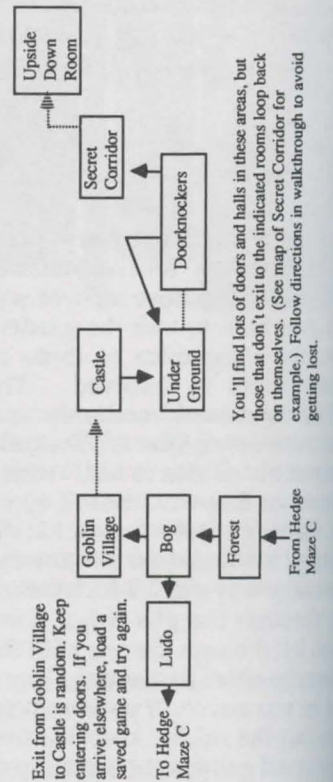 Exit from Goblin Village
to Castle is random. Keep
entering doors. If you
arrive elsewhere, load a
saved game and try again.
To Hedge
Maze C
Ludo
Goblin
Village
Bog
Forest
From Hedge
Maze C
Castle
Under
Ground
Doorknockers
Secret
Corridor
Upside
Down
Room
You'll find lots of doors and halls in these areas, but
those that don't exit to the indicated rooms loop back
on themselves. (See map of Secret Corridor for
example.) Follow directions in walkthrough to avoid
getting lost.